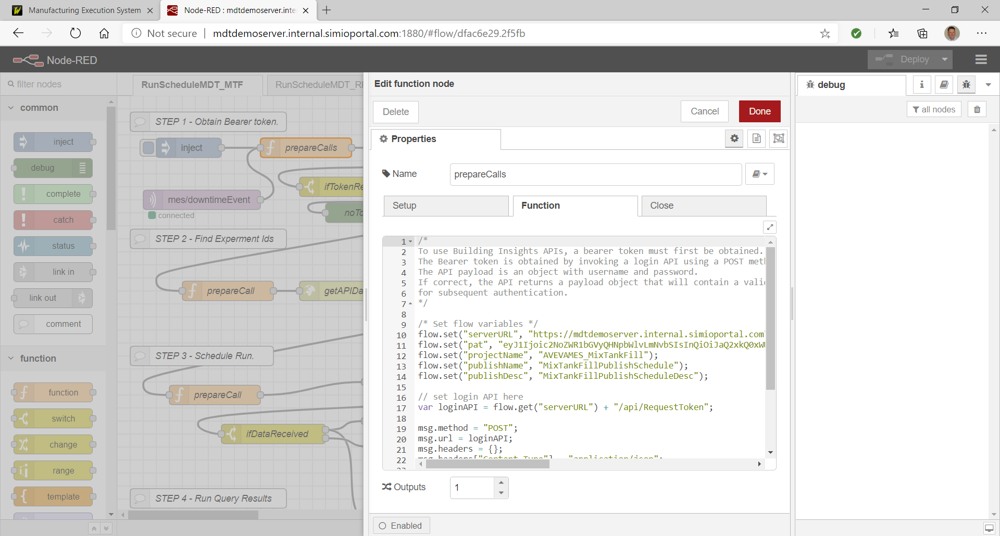 Manufacturing Execution System
Node-RED : mdtdemoserver.inte
Not secure
mdtdemoserver.internal.simioportal.com:1880/#flow/dfac6e29.2f5fb
Node-RED
Deploy
filter nodes
common
inject
debug
complete
catch
status
link in
link out
comment
function
function
switch
change
range
template
RunScheduleMDT_MTF
RunScheduleMDT_R
STEP 1 - Obtain Bearer token.
inject
prepareCalls
ifTokenRe
mes/downtimeEvent
connected
noTo
STEP 2 - Find Experment Ids
prepareCall
getAPIDa
STEP 3 - Schedule Run.
prepareCall
ifDataReceived
STEP 4 - Run Query Results
Edit function node
Delete
Cancel
Done
Properties
Name
prepareCalls
Setup
Function
Close
1 /*
2 To use Building Insights APIs, a bearer token must first be obtained.
3 The Bearer token is obtained by invoking a login API using a POST met
4 The API payload is an object with username and password.
5 If correct, the API returns a payload object that will contain a vali
6 for subsequent authentication.
7 */
8
9 /* Set flow variables */
10 flow.set("serverURL", "https://mdtdemoserver.internal.simioportal.com"
11 flow.set("pat", "eyJ1Ijoic2NoZWR1bGVyQHNpbWlvLmNvbSIsInQiOiJaQ2xkQ0xW
12 flow.set("projectName", "AVEVAMES_MixTankFill");
13 flow.set("publishName", "MixTankFillPublishSchedule");
14 flow.set("publishDesc", "MixTankFillPublishScheduleDesc");
15
16 // set login API here
17 var loginAPI = flow.get("serverURL") + "/api/RequestToken";
18
19 msg.method = "POST";
20 msg.url = loginAPI;
21 msg.headers = {};
22 msg.headers["Content-Type"] = "application/json";
Outputs
1
Enabled
debug
i
all nodes